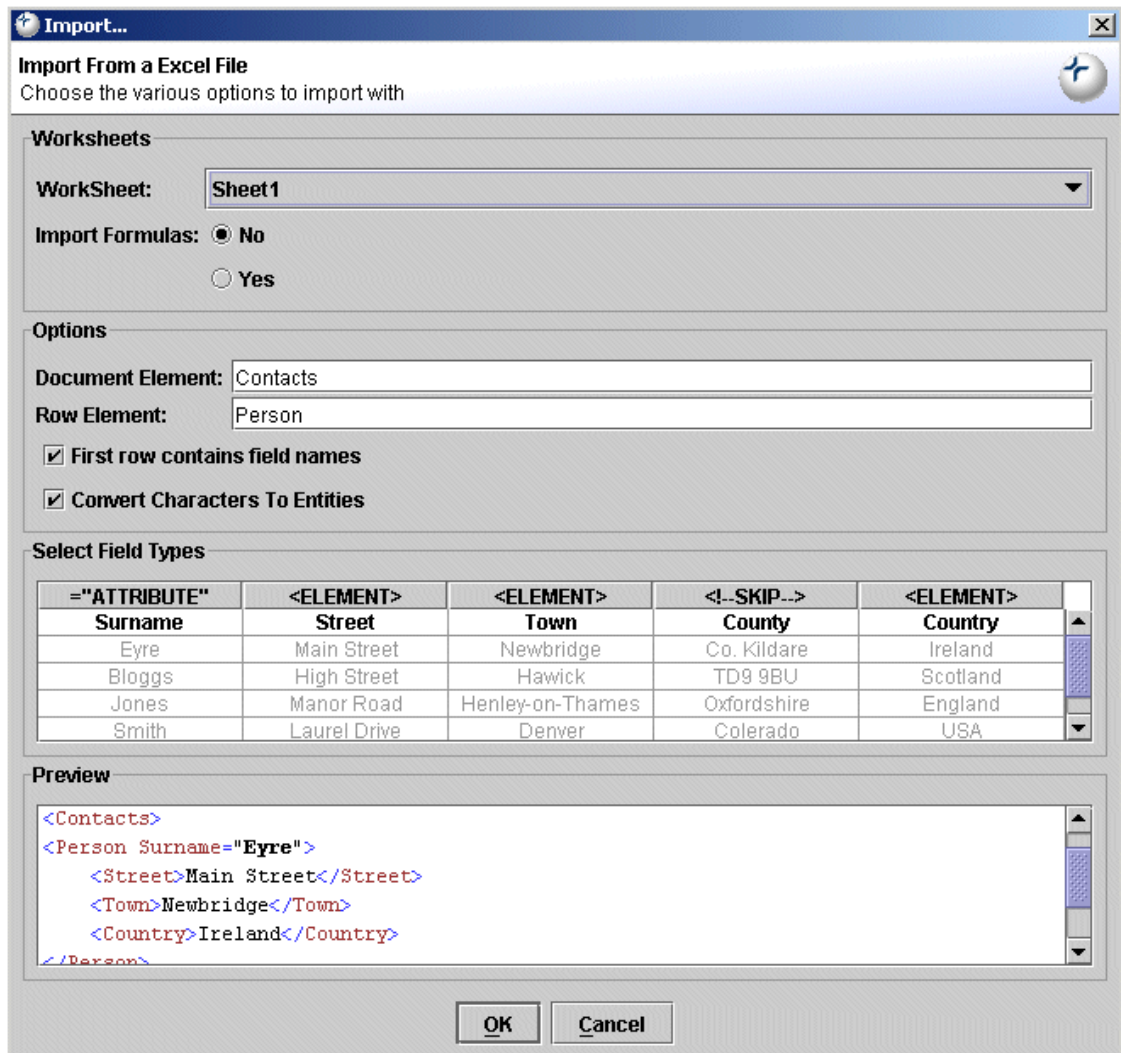 Import...
Import From a Excel File
Choose the various options to import with
Worksheets
WorkSheet: Sheet1
Import Formulas: No
Yes
Options
Document Element: Contacts
Row Element: Person
First row contains field names
Convert Characters To Entities
Select Field Types
="ATTRIBUTE" <ELEMENT> <ELEMENT> <!--SKIP--> <ELEMENT>
Surname Street Town County Country
Eyre Main Street Newbridge Co. Kildare Ireland
Bloggs High Street Hawick TD9 9BU Scotland
Jones Manor Road Henley-on-Thames Oxfordshire England
Smith Laurel Drive Denver Colerado USA
Preview
<Contacts>
<Person Surname="Eyre">
<Street>Main Street</Street>
<Town>Newbridge</Town>
<Country>Ireland</Country>
</Person>
OK Cancel